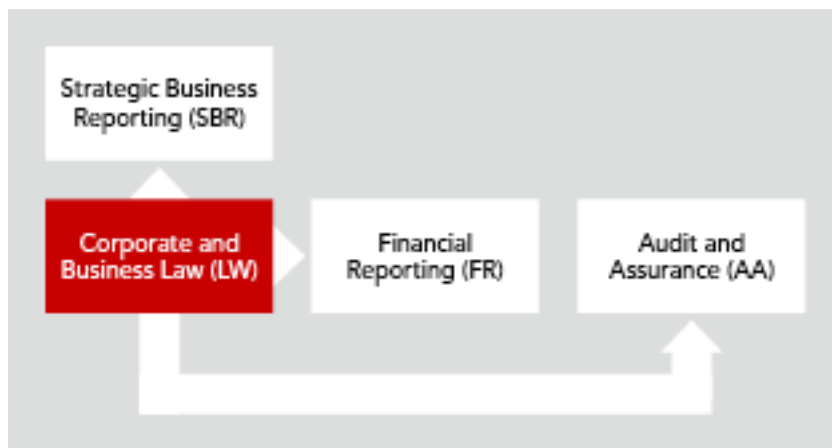 Strategic Business
Reporting (SBR)
Corporate and
Business Law (LW)
Financial
Reporting (FR)
Audit and
Assurance (AA)